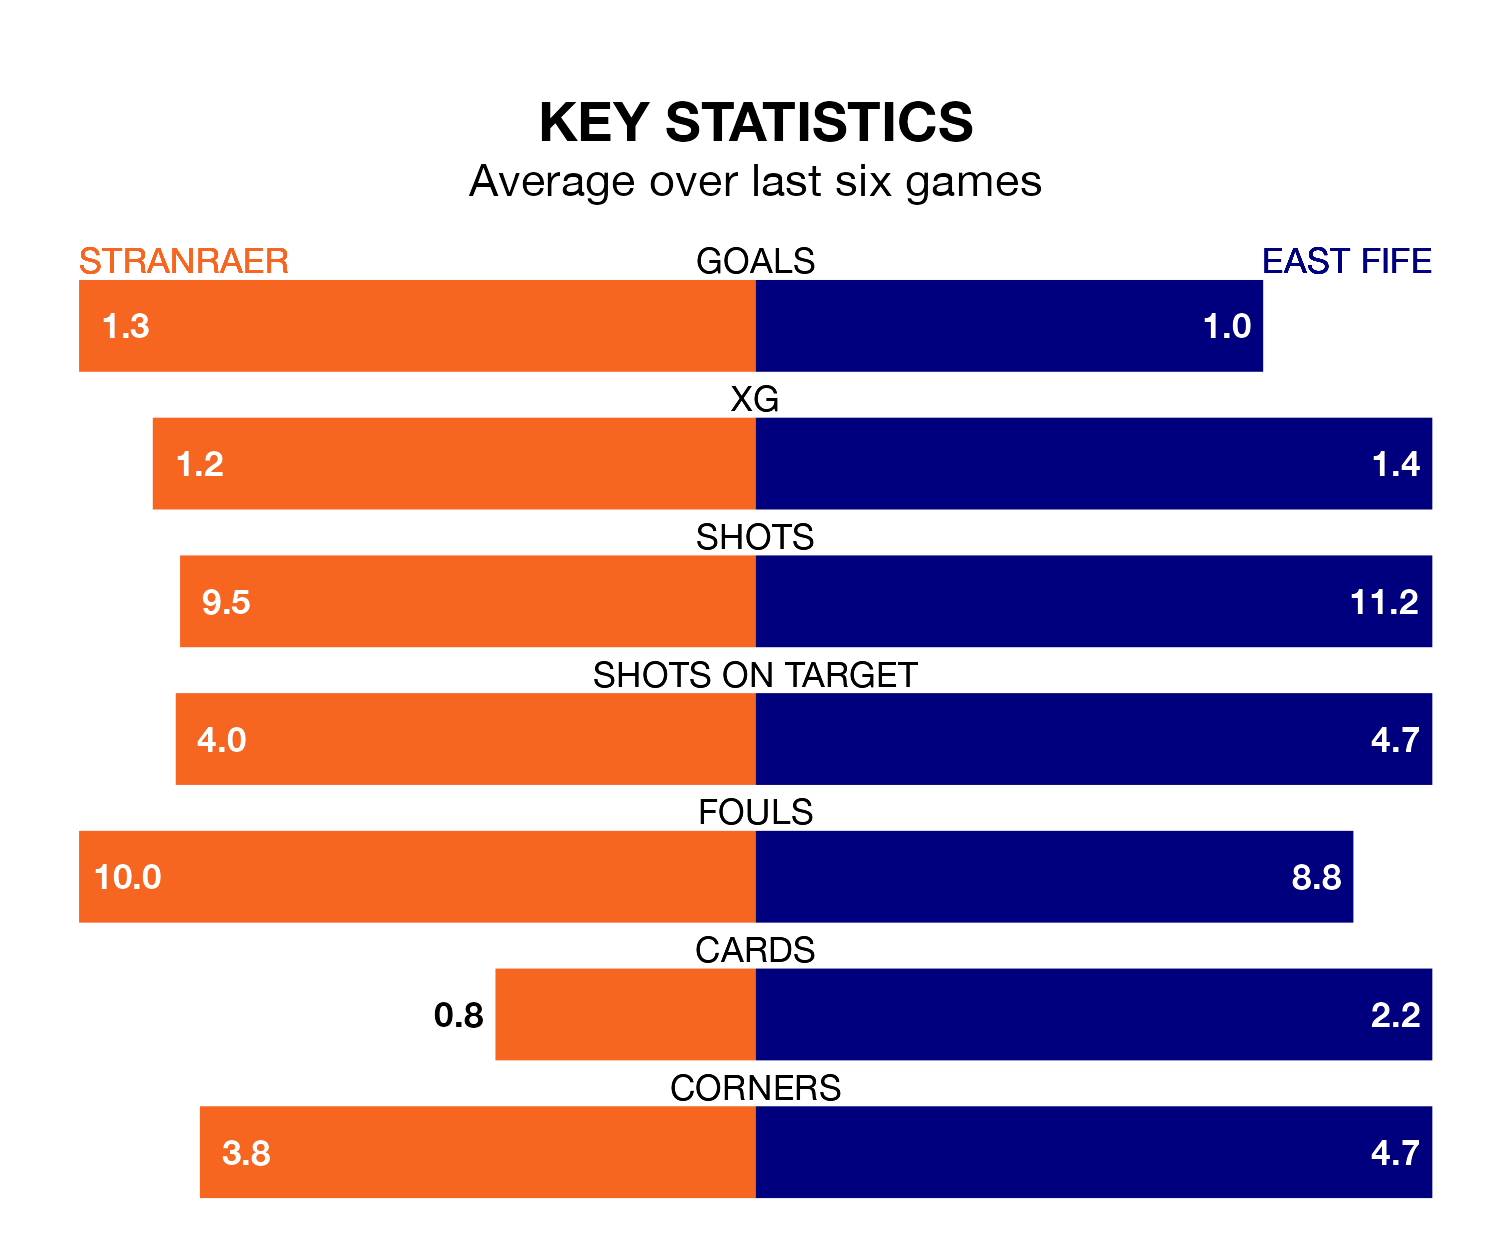 KEY STATISTICS
Average over last six games
STRANRAER GOALS EAST FIFE
1.3 1.0
XG
1.2 1.4
SHOTS
9.5 11.2
SHOTS ON TARGET
4.0 4.7
FOULS
10.0 8.8
CARDS
0.8 2.2
CORNERS
3.8 4.7